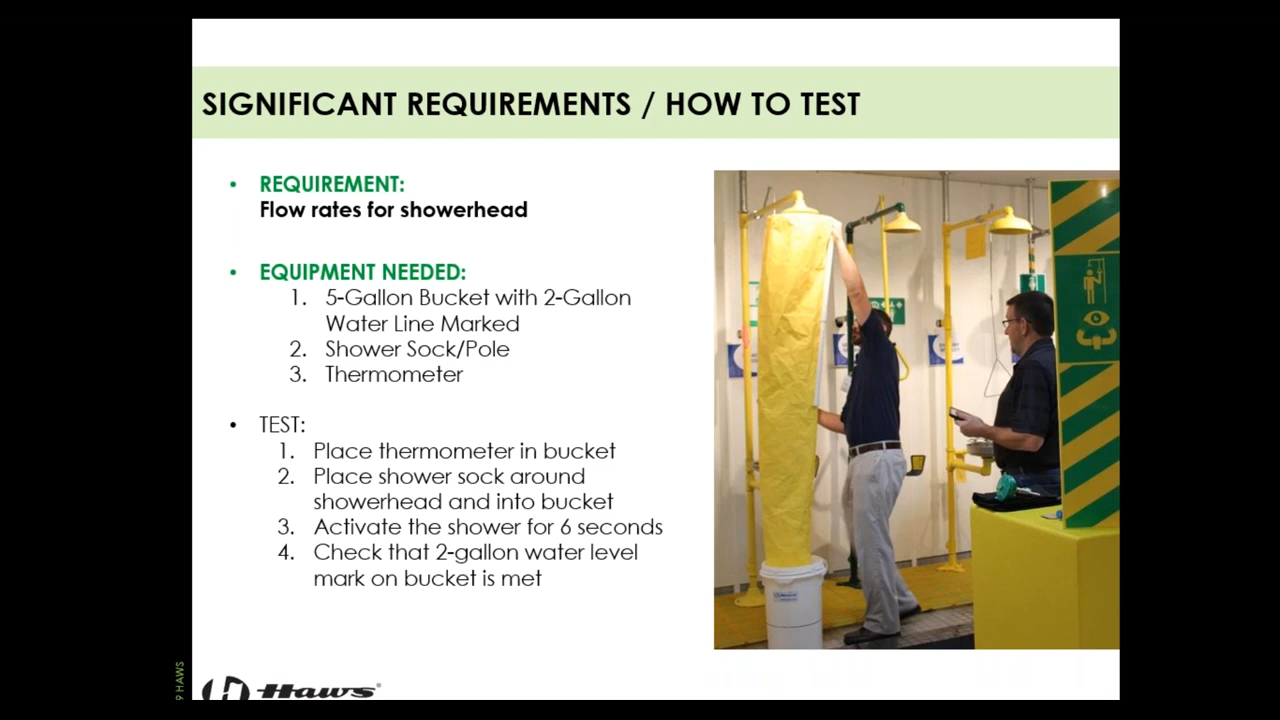 SIGNIFICANT REQUIREMENTS / HOW TO TEST
• REQUIREMENT:
Flow rates for showerhead
• EQUIPMENT NEEDED:
1. 5-Gallon Bucket with 2-Gallon
Water Line Marked
2. Shower Sock/Pole
3. Thermometer
• TEST:
1. Place thermometer in bucket
2. Place shower sock around
showerhead and into bucket
3. Activate the shower for 6 seconds
4. Check that 2-gallon water level
mark on bucket is met
9 HAWS
Haws®